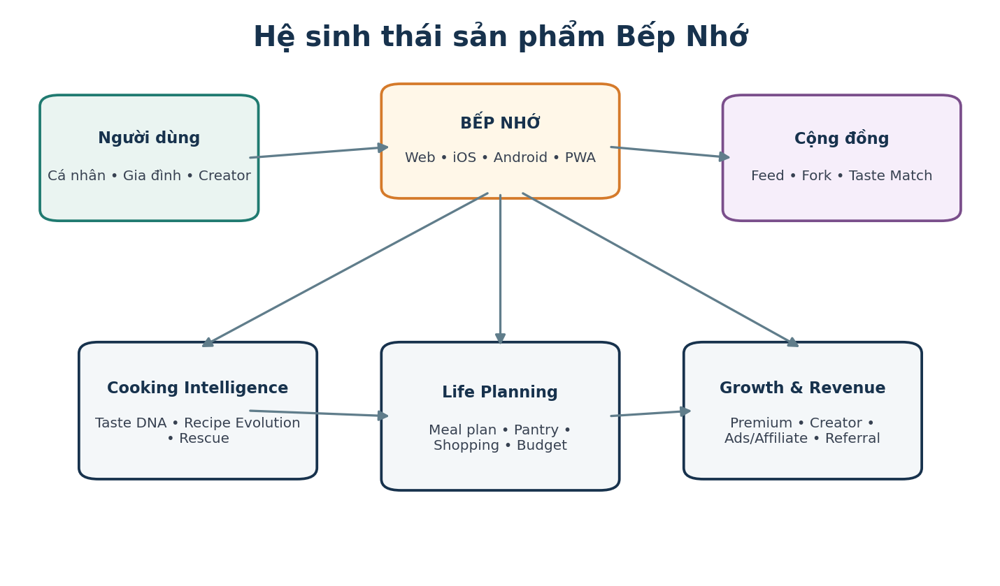 Hệ sinh thái sản phẩm Bếp Nhớ
Người dùng
Cá nhân • Gia đình • Creator
BẾP NHỚ
Web • iOS • Android • PWA
Cộng đồng
Feed • Fork • Taste Match
Cooking Intelligence
Taste DNA • Recipe Evolution
• Rescue
Life Planning
Meal plan • Pantry •
Shopping • Budget
Growth & Revenue
Premium • Creator •
Ads/Affiliate • Referral